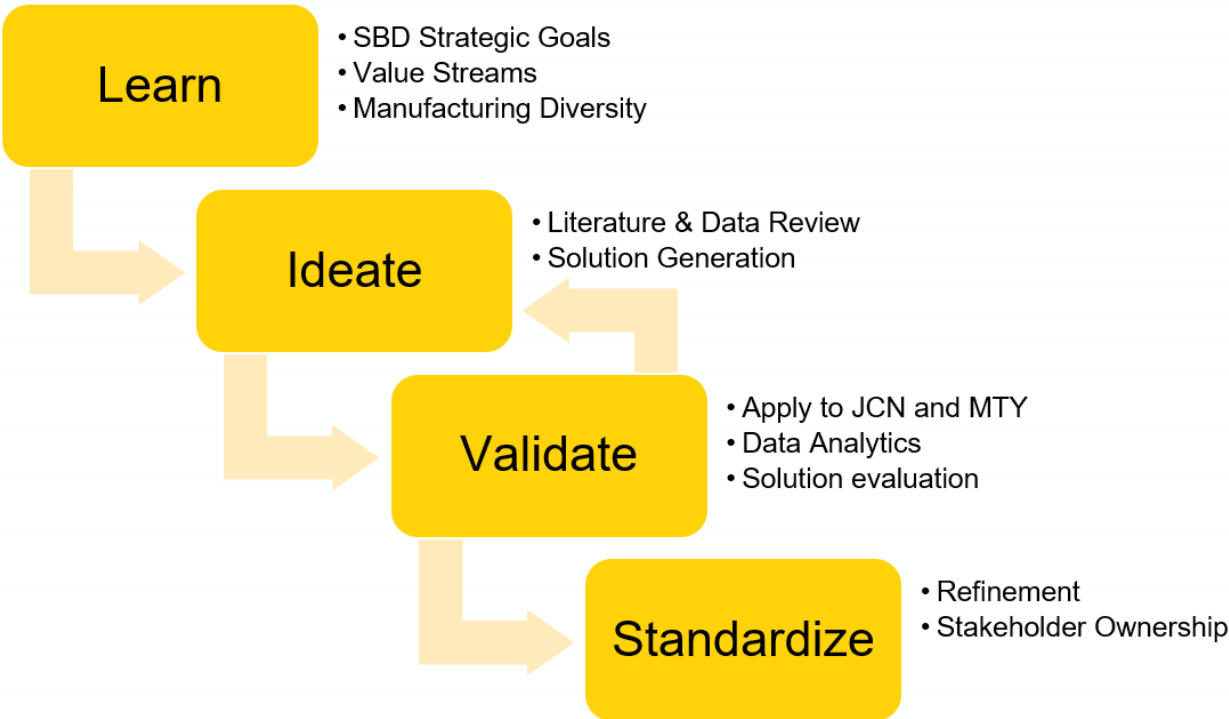 Learn
• SBD Strategic Goals
• Value Streams
• Manufacturing Diversity
Ideate
• Literature & Data Review
• Solution Generation
Validate
• Apply to JCN and MTY
• Data Analytics
• Solution evaluation
Standardize
• Refinement
• Stakeholder Ownership